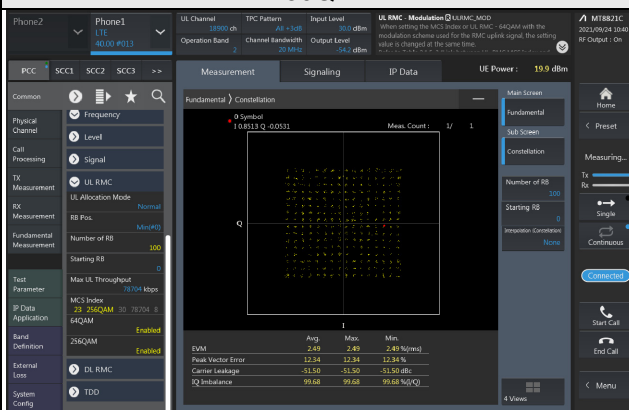 Phone2
Phone1
LTE
40.00 #013
UL Channel
18900 ch
TPC Pattern
All +3dB
Input Level
30.0 dBm
Operation Band
2
Channel Bandwidth
20 MHz
Output Level
-54.2 dBm
UL RMC - Modulation ULRMC_MOD
When setting the MCS Index or UL RMC - 64QAM with the
modulation scheme used for the RMC uplink signal, the setting
value is changed at the same time.
MT8821C
2021/09/24 10:40
RF Output : On
PCC
SCC1
SCC2
SCC3
>>
Measurement
Signaling
IP Data
UE Power : 19.9 dBm
Common
Physical
Channel
Call
Processing
TX
Measurement
RX
Measurement
Fundamental
Measurement
Test
Parameter
IP Data
Application
Band
Definition
External
Loss
System
Config
Frequency
Level
Signal
UL RMC
UL Allocation Mode
Normal
RB Pos.
Min(#0)
Number of RB
100
Starting RB
0
Max UL Throughput
78704 kbps
MCS Index
23 256QAM 30 78704 8
64QAM
Enabled
256QAM
Enabled
DL RMC
TDD
Fundamental ⟩ Constellation
0 Symbol
I 0.8513 Q -0.0531
Meas. Count : 1/ 1
Q
I
Avg. Max. Min.
EVM 2.49 2.49 2.49 %(rms)
Peak Vector Error 12.34 12.34 12.34 %
Carrier Leakage -51.50 -51.50 -51.50 dBc
IQ Imbalance 99.68 99.68 99.68 %(I/Q)
Main Screen
Fundamental
Sub Screen
Constellation
Number of RB
100
Starting RB
0
Interpolation (Constellation)
None
4 Views
Home
< Preset
Measuring...
Tx
Rx
Single
Continuous
Connected
Start Call
End Call
< Menu